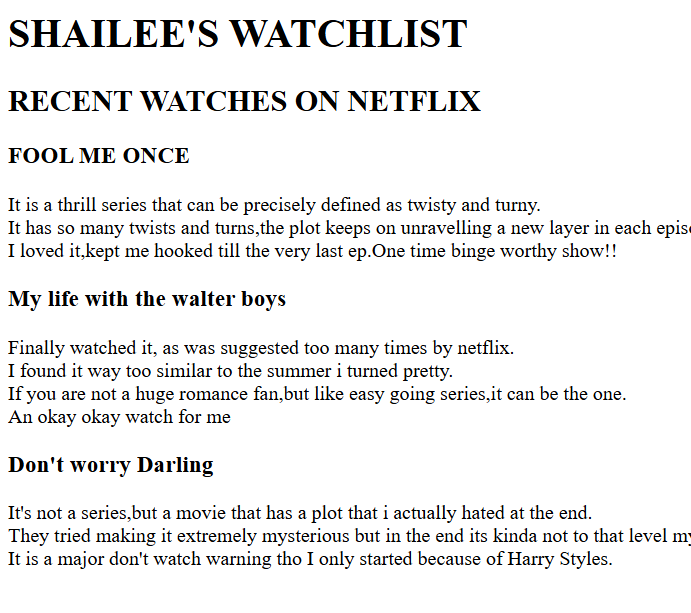 SHAILEE'S WATCHLIST
RECENT WATCHES ON NETFLIX
FOOL ME ONCE
It is a thrill series that can be precisely defined as twisty and turny.
It has so many twists and turns,the plot keeps on unravelling a new layer in each
I loved it,kept me hooked till the very last ep.One time binge worthy show!!
My life with the walter boys
Finally watched it, as was suggested too many times by netflix.
I found it way too similar to the summer i turned pretty.
If you are not a huge romance fan,but like easy going series,it can be the one.
An okay okay watch for me
Don't worry Darling
It's not a series,but a movie that has a plot that i actually hated at the end.
They tried making it extremely mysterious but in the end its kinda not to that level
It is a major don't watch warning tho I only started because of Harry Styles.